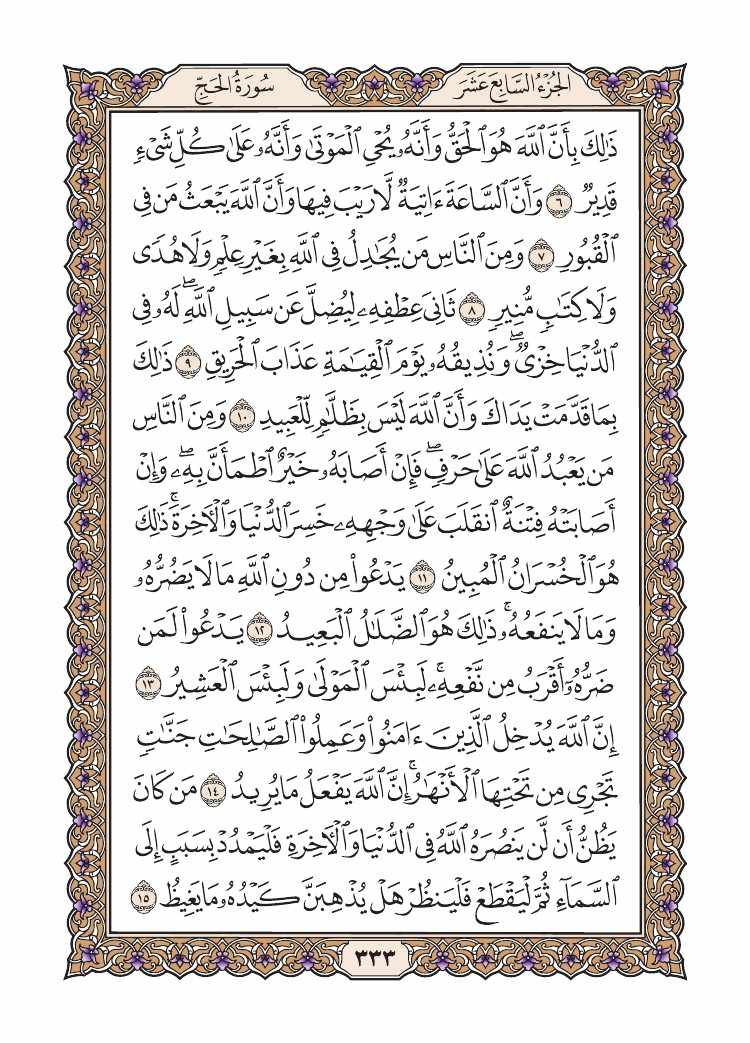 الجُزْءُ السَّابِعَ عَشَرَ
سُورَةُ الحَجِّ
ذَٰلِكَ بِأَنَّ ٱللَّهَ هُوَ ٱلۡحَقُّ وَأَنَّهُۥ يُحۡيِ ٱلۡمَوۡتَىٰ وَأَنَّهُۥ عَلَىٰ كُلِّ شَيۡءٖ
قَدِيرٞ ٦ وَأَنَّ ٱلسَّاعَةَ ءَاتِيَةٞ لَّا رَيۡبَ فِيهَا وَأَنَّ ٱللَّهَ يَبۡعَثُ مَن فِي
ٱلۡقُبُورِ ٧ وَمِنَ ٱلنَّاسِ مَن يُجَٰدِلُ فِي ٱللَّهِ بِغَيۡرِ عِلۡمٖ وَلَا هُدٗى
وَلَا كِتَٰبٖ مُّنِيرٖ ٨ ثَانِيَ عِطۡفِهِۦ لِيُضِلَّ عَن سَبِيلِ ٱللَّهِۖ لَهُۥ فِي
ٱلدُّنۡيَا خِزۡيٞۖ وَنُذِيقُهُۥ يَوۡمَ ٱلۡقِيَٰمَةِ عَذَابَ ٱلۡحَرِيقِ ٩ ذَٰلِكَ
بِمَا قَدَّمَتۡ يَدَاكَ وَأَنَّ ٱللَّهَ لَيۡسَ بِظَلَّٰمٖ لِّلۡعَبِيدِ ١٠ وَمِنَ ٱلنَّاسِ
مَن يَعۡبُدُ ٱللَّهَ عَلَىٰ حَرۡفٖۖ فَإِنۡ أَصَابَهُۥ خَيۡرٌ ٱطۡمَأَنَّ بِهِۦۖ وَإِنۡ
أَصَابَتۡهُ فِتۡنَةٌ ٱنقَلَبَ عَلَىٰ وَجۡهِهِۦ خَسِرَ ٱلدُّنۡيَا وَٱلۡأٓخِرَةَۚ ذَٰلِكَ
هُوَ ٱلۡخُسۡرَانُ ٱلۡمُبِينُ ١١ يَدۡعُواْ مِن دُونِ ٱللَّهِ مَا لَا يَضُرُّهُۥ
وَمَا لَا يَنفَعُهُۥۚ ذَٰلِكَ هُوَ ٱلضَّلَٰلُ ٱلۡبَعِيدُ ١٢ يَدۡعُواْ لَمَن
ضَرُّهُۥٓ أَقۡرَبُ مِن نَّفۡعِهِۦۚ لَبِئۡسَ ٱلۡمَوۡلَىٰ وَلَبِئۡسَ ٱلۡعَشِيرُ ١٣
إِنَّ ٱللَّهَ يُدۡخِلُ ٱلَّذِينَ ءَامَنُواْ وَعَمِلُواْ ٱلصَّٰلِحَٰتِ جَنَّٰتٖ
تَجۡرِي مِن تَحۡتِهَا ٱلۡأَنۡهَٰرُۚ إِنَّ ٱللَّهَ يَفۡعَلُ مَا يُرِيدُ ١٤ مَن كَانَ
يَظُنُّ أَن لَّن يَنصُرَهُ ٱللَّهُ فِي ٱلدُّنۡيَا وَٱلۡأٓخِرَةِ فَلۡيَمۡدُدۡ بِسَبَبٍ إِلَى
ٱلسَّمَآءِ ثُمَّ لۡيَقۡطَعۡ فَلۡيَنظُرۡ هَلۡ يُذۡهِبَنَّ كَيۡدُهُۥ مَا يَغِيظُ ١٥
٣٣٣